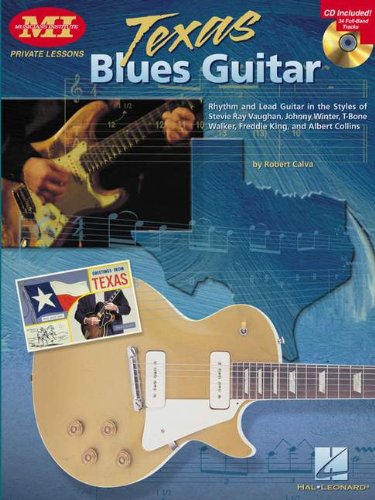 MI
MUSICIANS INSTITUTE
PRIVATE LESSONS
Texas
Blues Guitar
CD Included!
34 Full-Band
Tracks
Rhythm and Lead Guitar in the Styles of
Stevie Ray Vaughan, Johnny Winter, T-Bone
Walker, Freddie King, and Albert Collins
by Robert Calva
GREETINGS FROM
TEXAS
HAL•LEONARD®